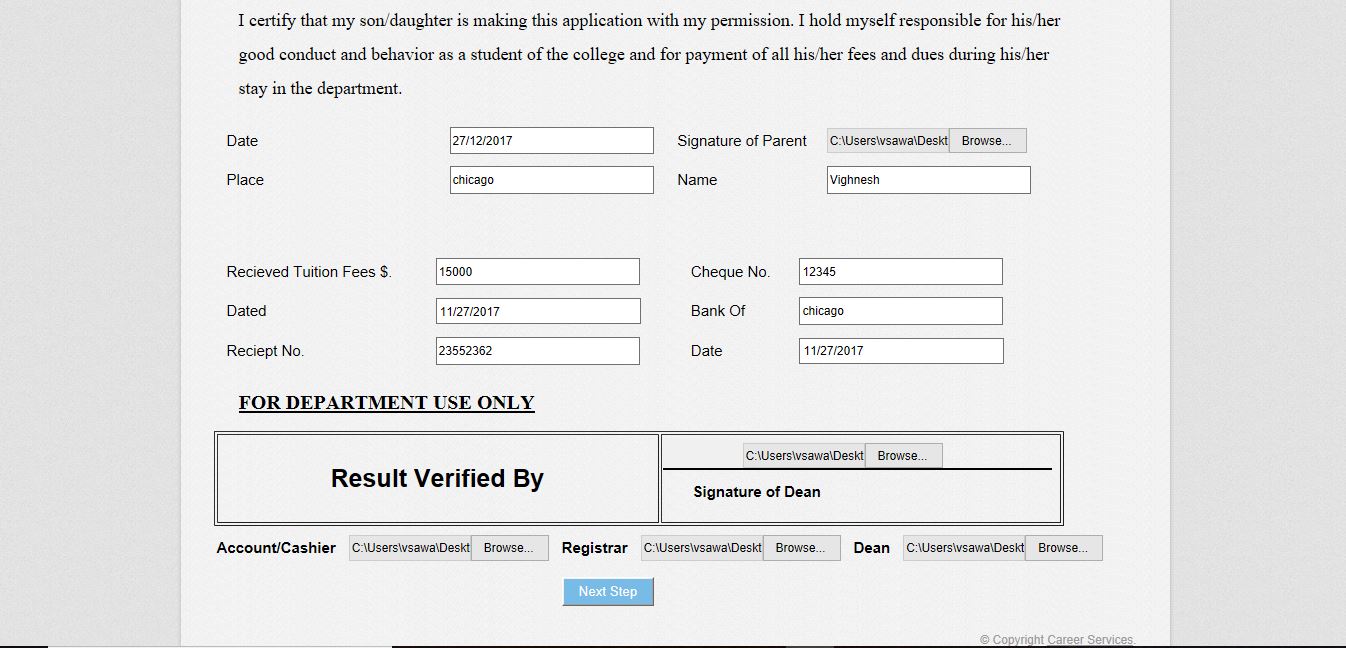 I certify that my son/daughter is making this application with my permission. I hold myself responsible for his/her
good conduct and behavior as a student of the college and for payment of all his/her fees and dues during his/her
stay in the department.
Date 27/12/2017 Signature of Parent C:\Users\vsawa\Deskt Browse...
Place chicago Name Vighnesh
Recieved Tuition Fees $. 15000 Cheque No. 12345
Dated 11/27/2017 Bank Of chicago
Reciept No. 23552362 Date 11/27/2017
FOR DEPARTMENT USE ONLY
C:\Users\vsawa\Deskt Browse...
Result Verified By
Signature of Dean
Account/Cashier C:\Users\vsawa\Deskt Browse... Registrar C:\Users\vsawa\Deskt Browse... Dean C:\Users\vsawa\Deskt Browse...
Next Step
© Copyright Career Services.